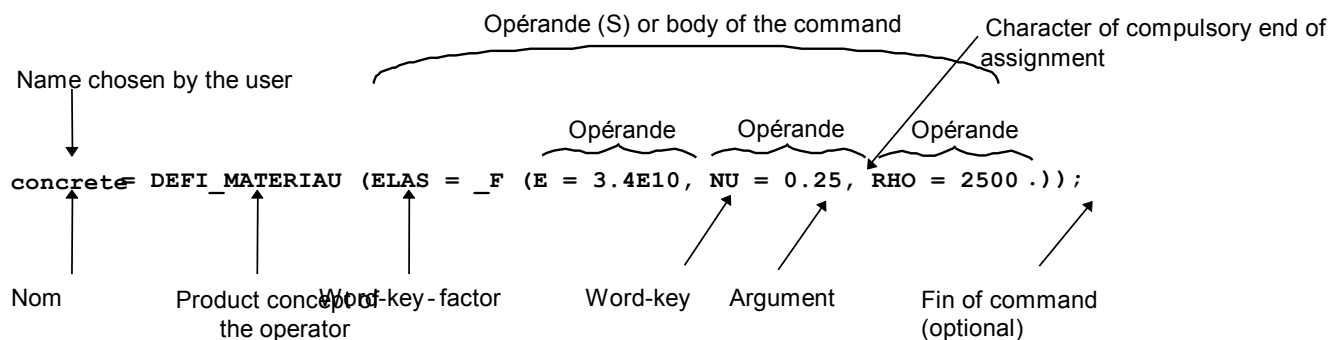 Opérande (S) or body of the command
Character of compulsory end of
assignment
Name chosen by the user
Opérande
Opérande
Opérande
concrete= DEFI_MATERIAU (ELAS = _F (E = 3.4E10, NU = 0.25, RHO = 2500 .));
Nom
Product concept of
the operator
Word-key-factor
Word-key
Argument
Fin of command
(optional)